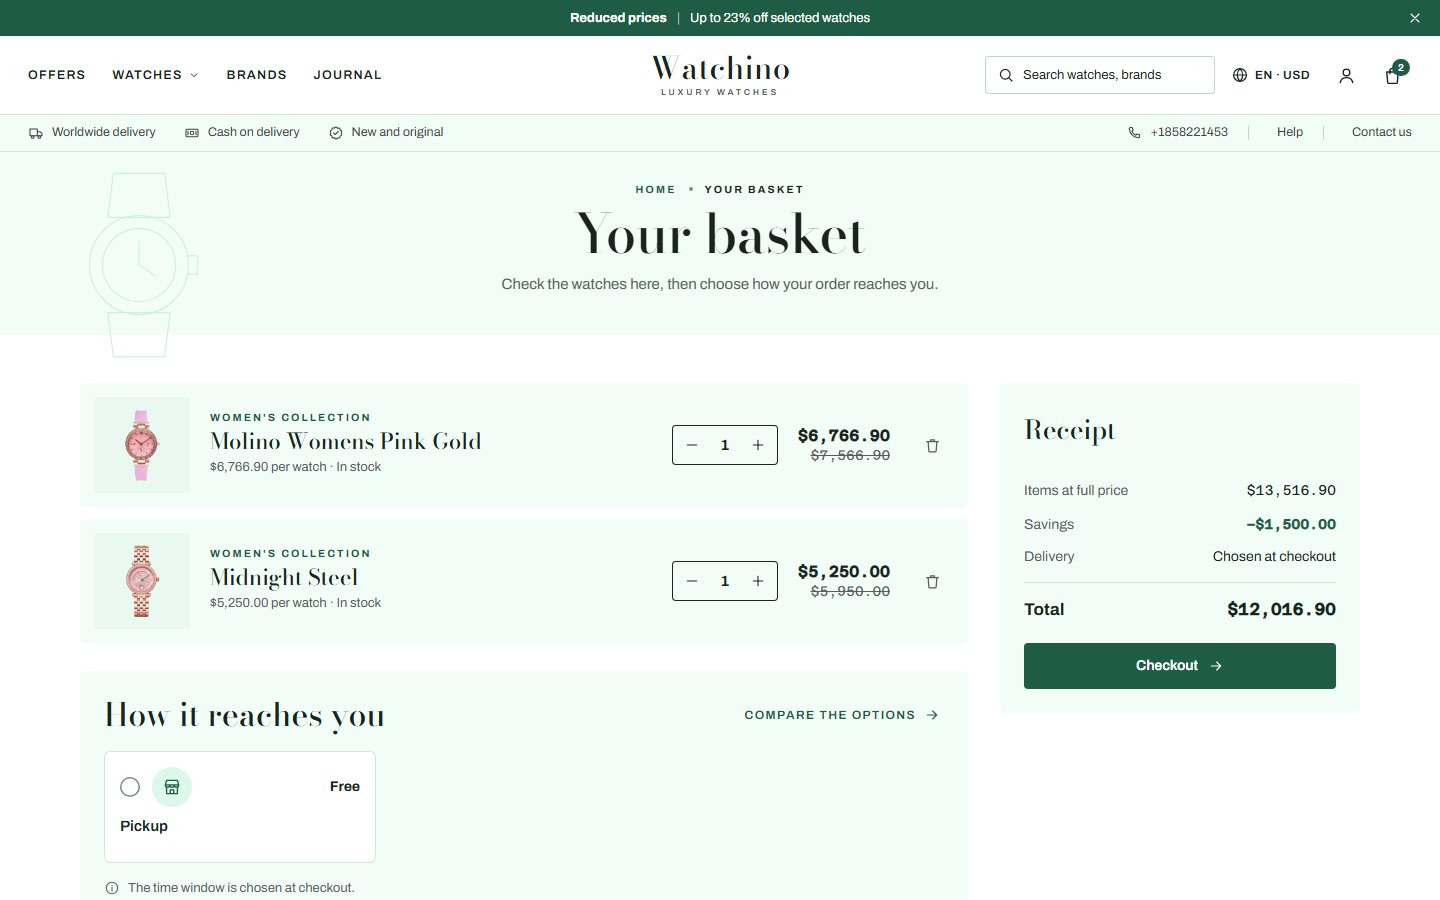 Reduced prices | Up to 23% off selected watches
OFFERS WATCHES BRANDS JOURNAL
Watchino
LUXURY WATCHES
Search watches, brands
EN · USD
2
Worldwide delivery Cash on delivery New and original
+1858221453 Help Contact us
HOME • YOUR BASKET
Your basket
Check the watches here, then choose how your order reaches you.
WOMEN'S COLLECTION
Molino Womens Pink Gold
$6,766.90 per watch · In stock
− 1 +
$6,766.90
$7,566.90
WOMEN'S COLLECTION
Midnight Steel
$5,250.00 per watch · In stock
− 1 +
$5,250.00
$5,950.00
How it reaches you
COMPARE THE OPTIONS →
Free
Pickup
The time window is chosen at checkout.
Receipt
Items at full price $13,516.90
Savings −$1,500.00
Delivery Chosen at checkout
Total $12,016.90
Checkout →